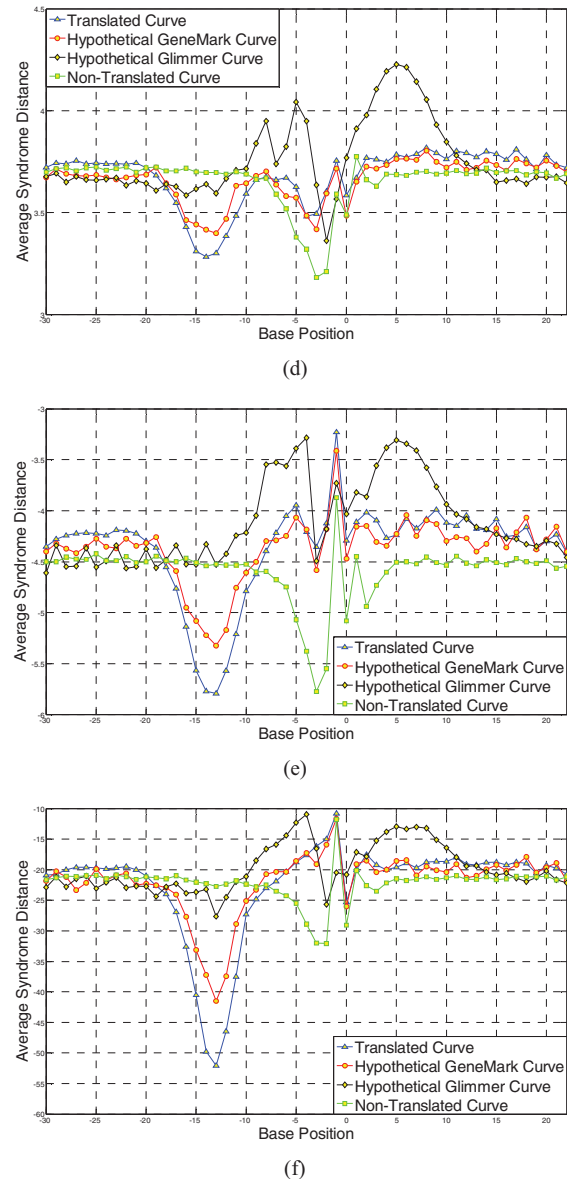 Translated Curve
Hypothetical GeneMark Curve
Hypothetical Glimmer Curve
Non-Translated Curve
4.5
4
3.5
3
Average Syndrome Distance
-30 -25 -20 -15 -10 -5 0 5 10 15 20
Base Position
(d)
-3
-3.5
-4
-4.5
-5
-5.5
-6
Average Syndrome Distance
Translated Curve
Hypothetical GeneMark Curve
Hypothetical Glimmer Curve
Non-Translated Curve
-30 -25 -20 -15 -10 -5 0 5 10 15 20
Base Position
(e)
-10
-15
-20
-25
-30
-35
-40
-45
-50
-55
-60
Average Syndrome Distance
Translated Curve
Hypothetical GeneMark Curve
Hypothetical Glimmer Curve
Non-Translated Curve
-30 -25 -20 -15 -10 -5 0 5 10 15 20
Base Position
(f)